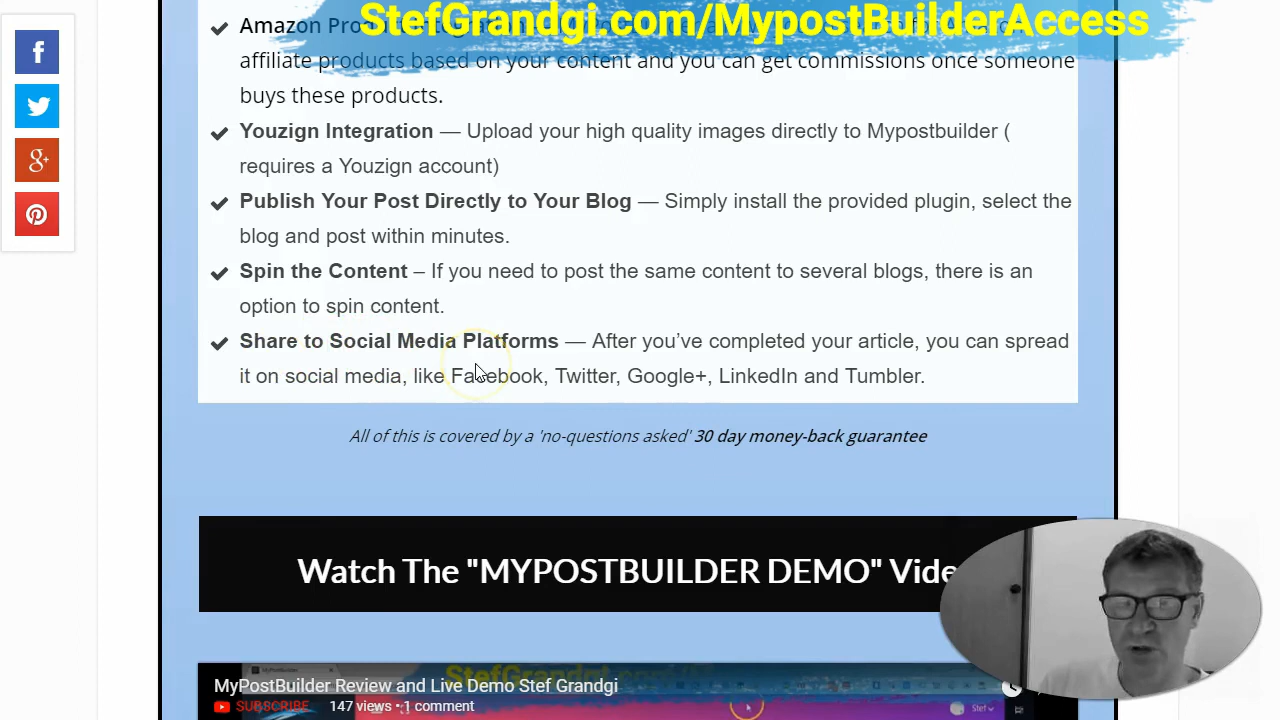 StefGrandgi.com/MypostBuilderAccess
Amazon
affiliate products based on your content and you can get commissions once someone
buys these products.
Youzign Integration — Upload your high quality images directly to Mypostbuilder (
requires a Youzign account)
Publish Your Post Directly to Your Blog — Simply install the provided plugin, select the
blog and post within minutes.
Spin the Content – If you need to post the same content to several blogs, there is an
option to spin content.
Share to Social Media Platforms — After you’ve completed your article, you can spread
it on social media, like Facebook, Twitter, Google+, LinkedIn and Tumbler.
All of this is covered by a 'no-questions asked' 30 day money-back guarantee
Watch The "MYPOSTBUILDER DEMO" Vide
MyPostBuilder Review and Live Demo Stef Grandgi
SUBSCRIBE 147 views • 1 comment
Stef